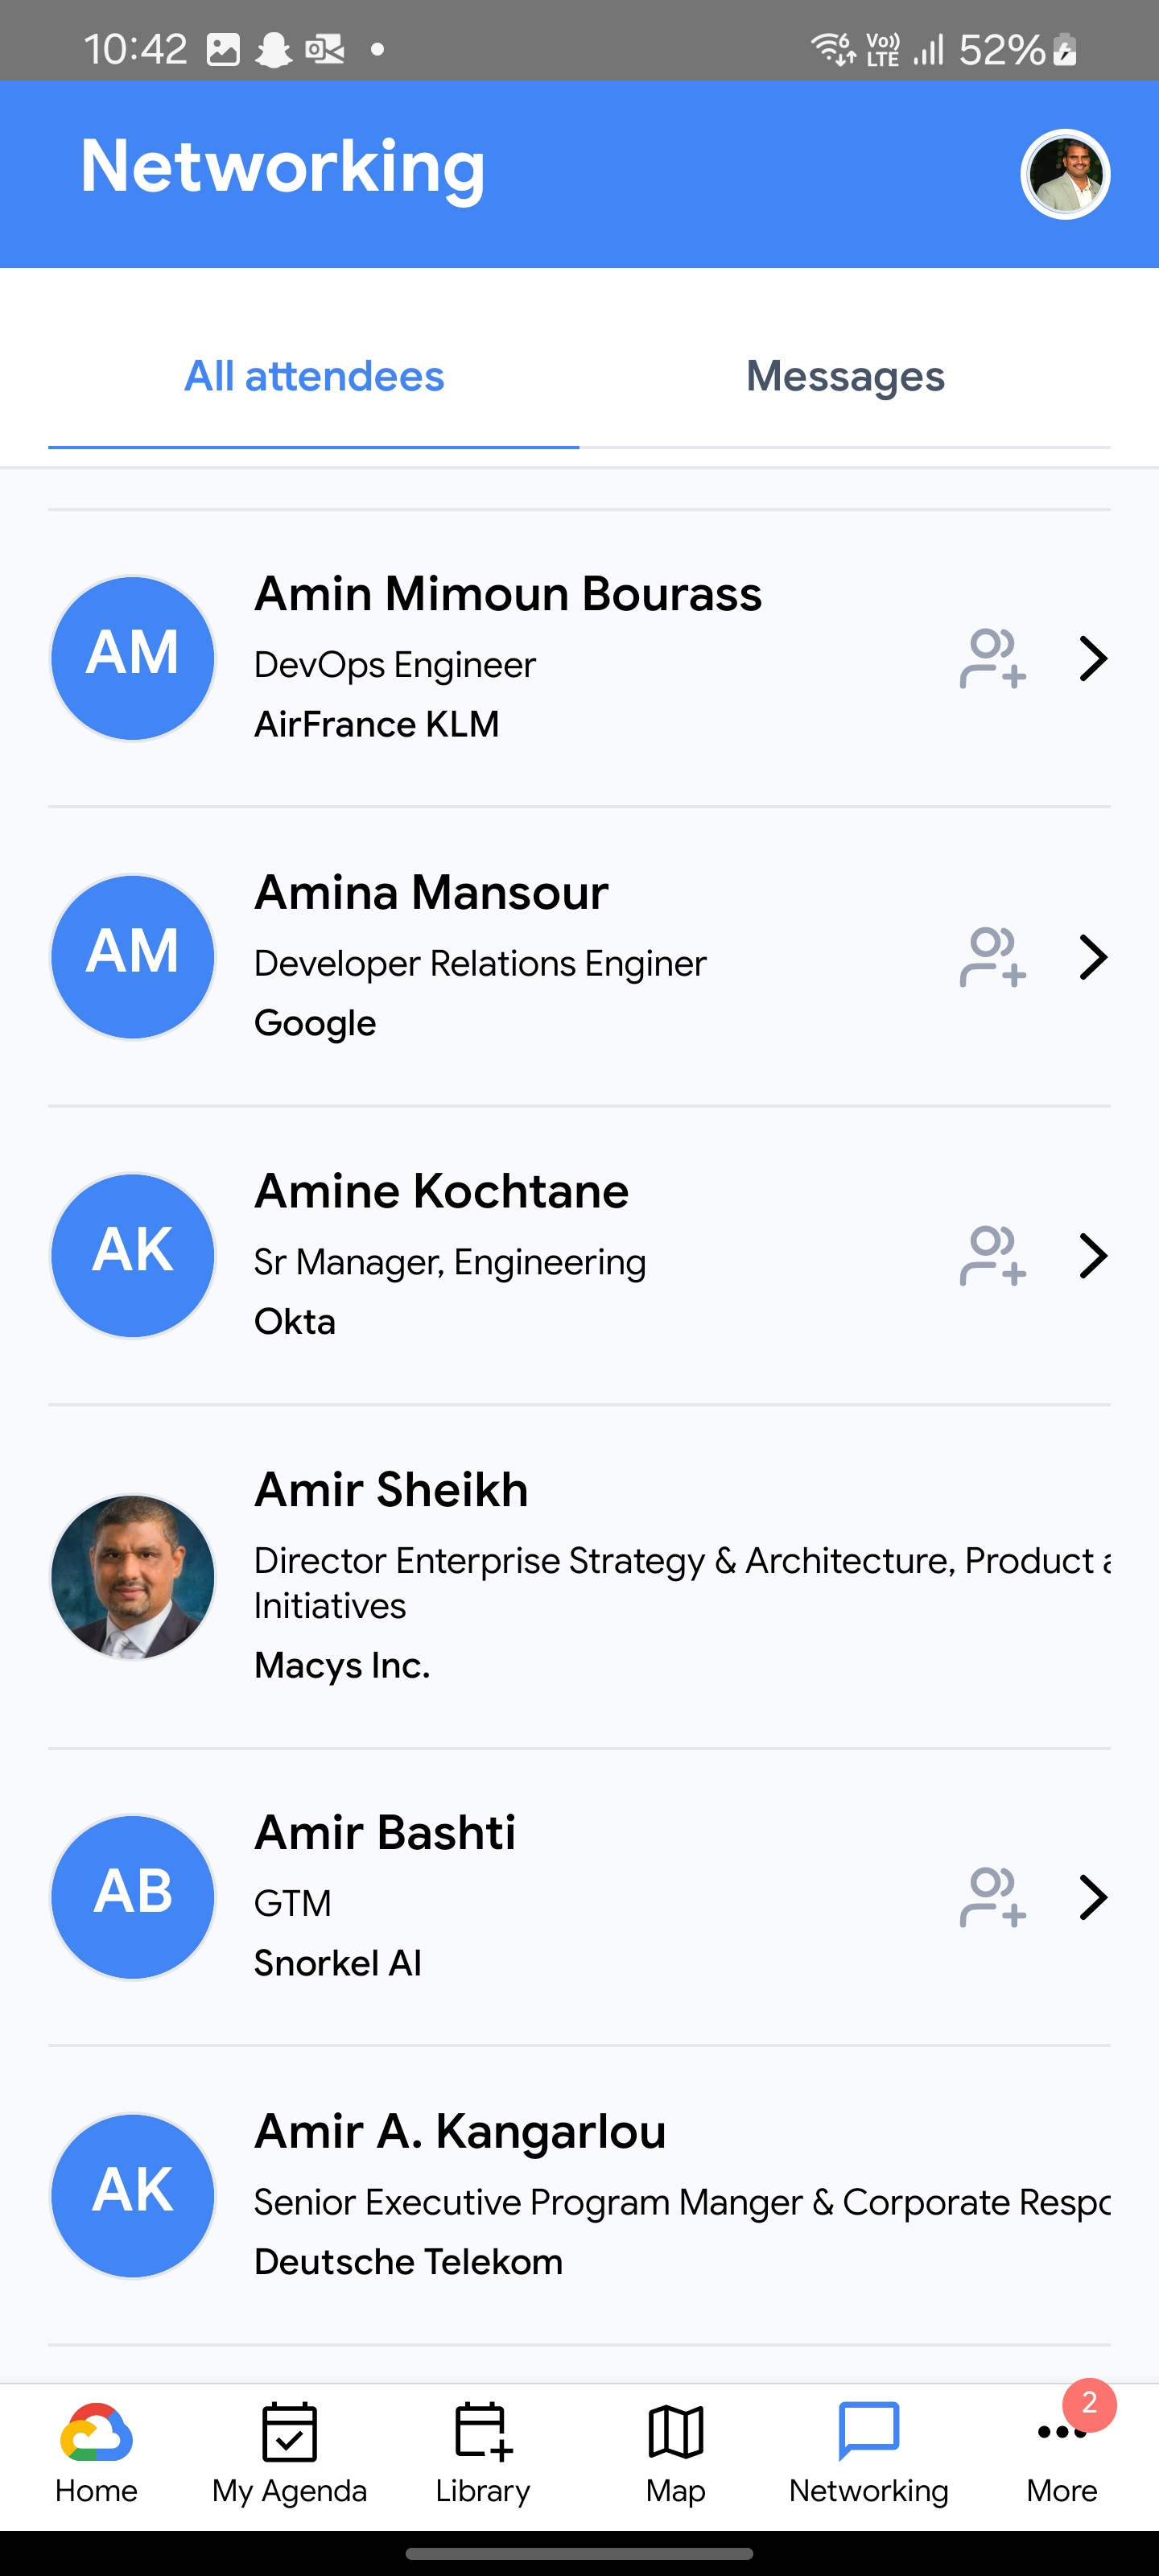 10:42
6 Vo)) LTE 52%
Networking
All attendees
Messages
AM
Amin Mimoun Bourass
DevOps Engineer
AirFrance KLM
AM
Amina Mansour
Developer Relations Enginer
Google
AK
Amine Kochtane
Sr Manager, Engineering
Okta
Amir Sheikh
Director Enterprise Strategy & Architecture, Product
Initiatives
Macys Inc.
AB
Amir Bashti
GTM
Snorkel AI
AK
Amir A. Kangarlou
Senior Executive Program Manger & Corporate
Deutsche Telekom
2
Home
My Agenda
Library
Map
Networking
More